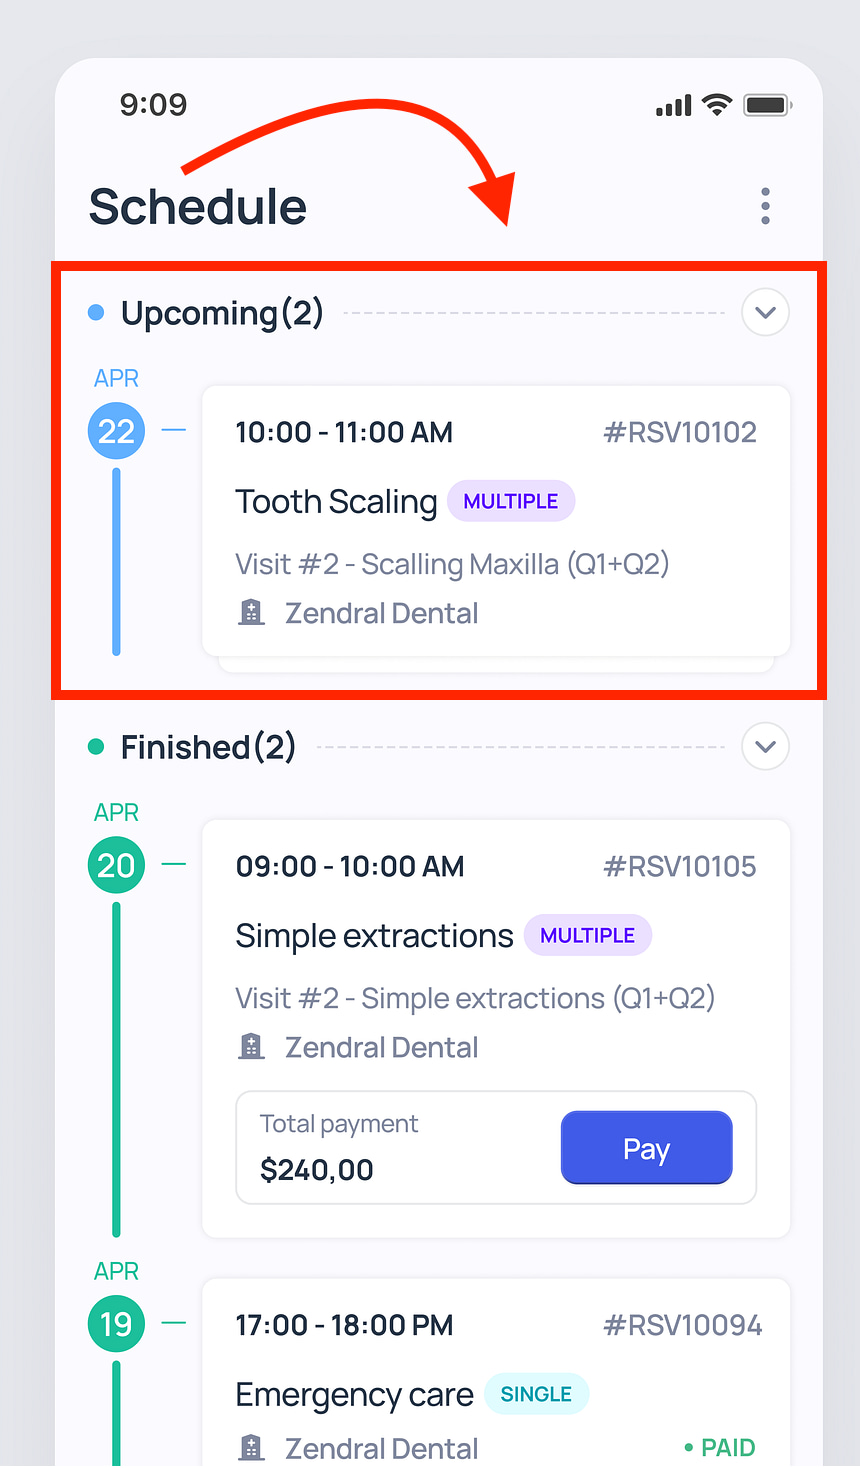 9:09
Schedule
Upcoming(2)
APR
22
10:00 - 11:00 AM #RSV10102
Tooth Scaling MULTIPLE
Visit #2 - Scalling Maxilla (Q1+Q2)
Zendral Dental
Finished(2)
APR
20
09:00 - 10:00 AM #RSV10105
Simple extractions MULTIPLE
Visit #2 - Simple extractions (Q1+Q2)
Zendral Dental
Total payment
$240,00
Pay
APR
19
17:00 - 18:00 PM #RSV10094
Emergency care SINGLE
Zendral Dental • PAID